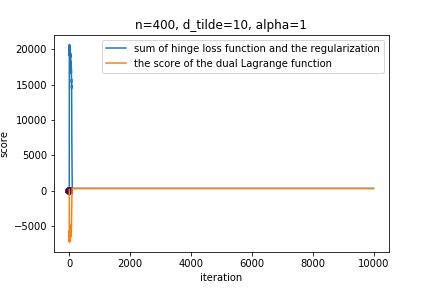 n=400, d_tilde=10, alpha=1
sum of hinge loss function and the regularization
the score of the dual Lagrange function
20000
15000
10000
5000
0
−5000
score
0
2000
4000
6000
8000
10000
iteration